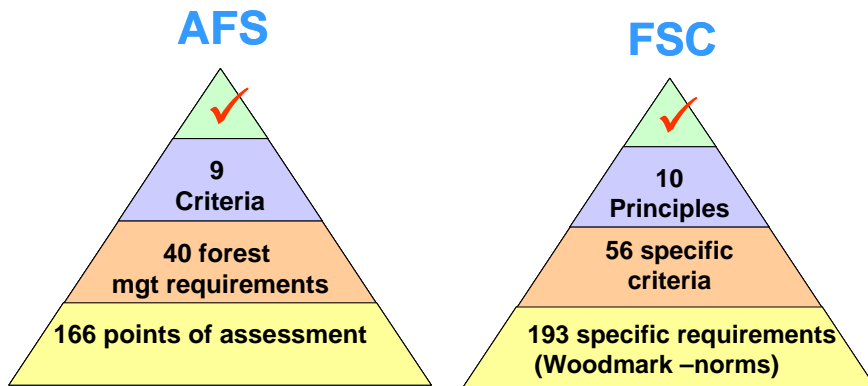 AFS
9
Criteria
40 forest
mgt requirements
166 points of assessment
FSC
10
Principles
56 specific
criteria
193 specific requirements
(Woodmark –norms)